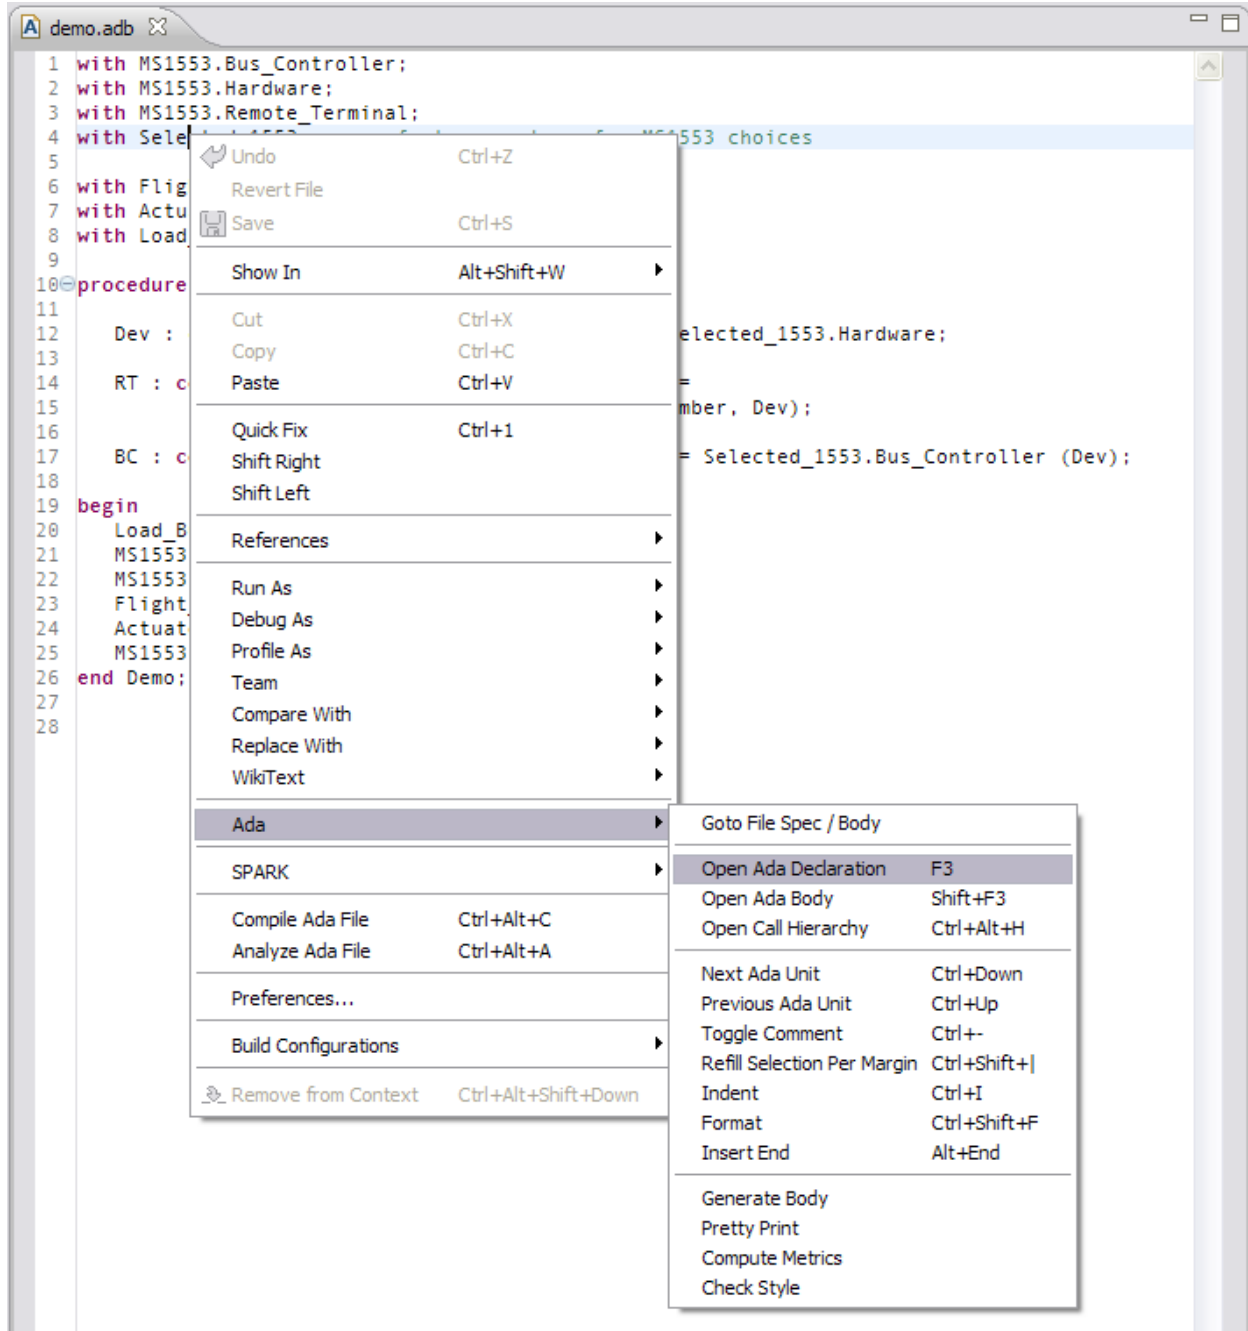 demo.adb
1 with MS1553.Bus_Controller;
2 with MS1553.Hardware;
3 with MS1553.Remote_Terminal;
4 with Sele MS1553 choices
5
6 with Flig
7 with Actu
8 with Load_
9
10 procedure
11
12 Dev : elected_1553.Hardware;
13
14 RT : c =
15 mber, Dev);
16
17 BC : c = Selected_1553.Bus_Controller (Dev);
18
19 begin
20 Load_B
21 MS1553
22 MS1553
23 Flight_
24 Actuat
25 MS1553
26 end Demo;
27
28
Undo Ctrl+Z
Revert File
Save Ctrl+S
Show In Alt+Shift+W
Cut Ctrl+X
Copy Ctrl+C
Paste Ctrl+V
Quick Fix Ctrl+1
Shift Right
Shift Left
References
Run As
Debug As
Profile As
Team
Compare With
Replace With
WikiText
Ada
SPARK
Compile Ada File Ctrl+Alt+C
Analyze Ada File Ctrl+Alt+A
Preferences...
Build Configurations
Remove from Context Ctrl+Alt+Shift+Down
Goto File Spec / Body
Open Ada Declaration F3
Open Ada Body Shift+F3
Open Call Hierarchy Ctrl+Alt+H
Next Ada Unit Ctrl+Down
Previous Ada Unit Ctrl+Up
Toggle Comment Ctrl+-
Refill Selection Per Margin Ctrl+Shift+|
Indent Ctrl+I
Format Ctrl+Shift+F
Insert End Alt+End
Generate Body
Pretty Print
Compute Metrics
Check Style